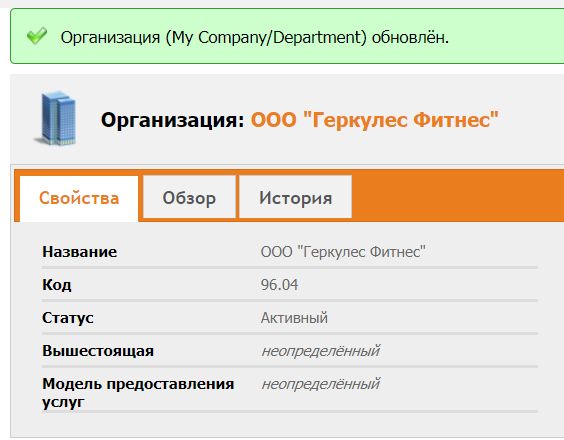 Организация (My Company/Department) обновлён.
Организация: ООО "Геркулес Фитнес"
Свойства Обзор История
Название ООО "Геркулес Фитнес"
Код 96.04
Статус Активный
Вышестоящая неопределённый
Модель предоставления неопределённый
услуг